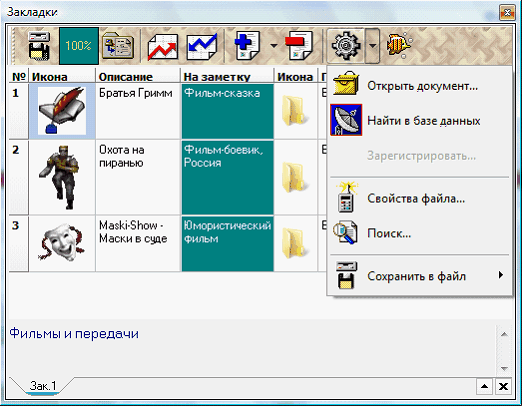 Закладки
100%
№ Икона Описание На заметку Икона
1 Братья Гримм Фильм-сказка
2 Охота на
пиранью Фильм-боевик,
Россия
3 Maski-Show -
Маски в суде Юмористический
фильм
Открыть документ...
Найти в базе данных
Зарегистрировать...
Свойства файла...
Поиск...
Сохранить в файл
Фильмы и передачи
Зак.1